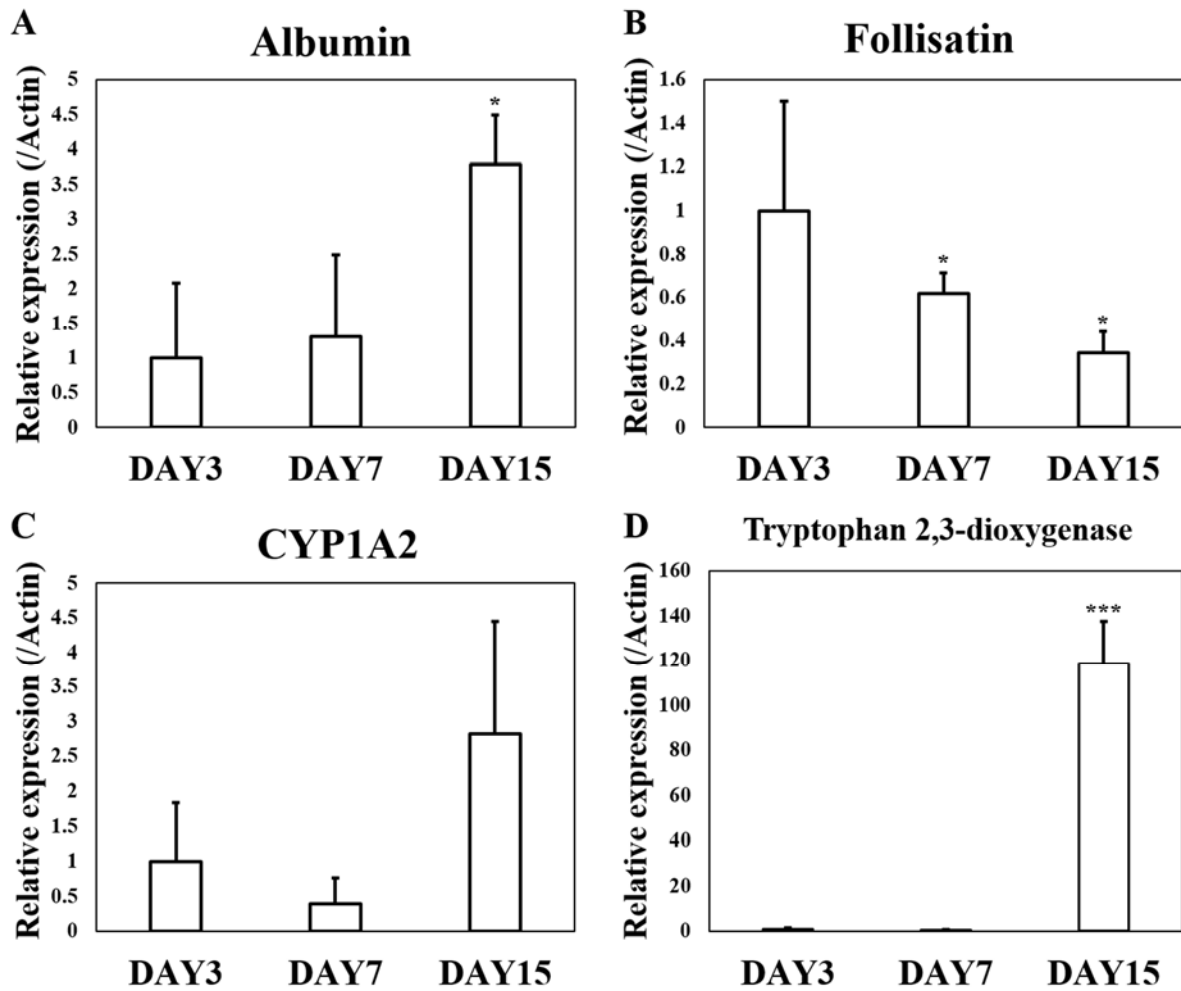 A
Albumin
Relative expression (/Actin)
5
4.5
4
3.5
3
2.5
2
1.5
1
0.5
0
*
DAY3 DAY7 DAY15
B
Follisatin
Relative expression (/Actin)
1.6
1.4
1.2
1
0.8
0.6
0.4
0.2
0
*
*
DAY3 DAY7 DAY15
C
CYP1A2
Relative expression (/Actin)
5
4.5
4
3.5
3
2.5
2
1.5
1
0.5
0
DAY3 DAY7 DAY15
D
Tryptophan 2,3-dioxygenase
Relative expression (/Actin)
160
140
120
100
80
60
40
20
0
***
DAY3 DAY7 DAY15